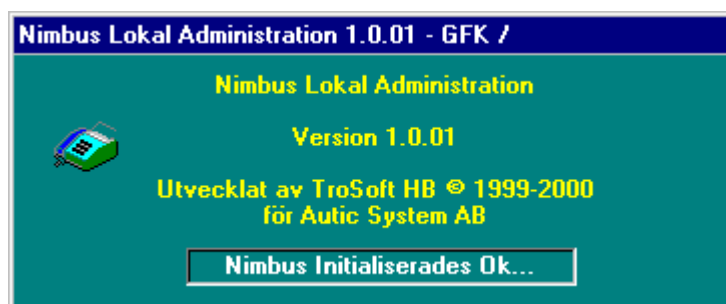 Nimbus Lokal Administration 1.0.01 - GFK /
Nimbus Lokal Administration
Version 1.0.01
Utvecklat av TroSoft HB © 1999-2000
för Autic System AB
Nimbus Initialiserades Ok...